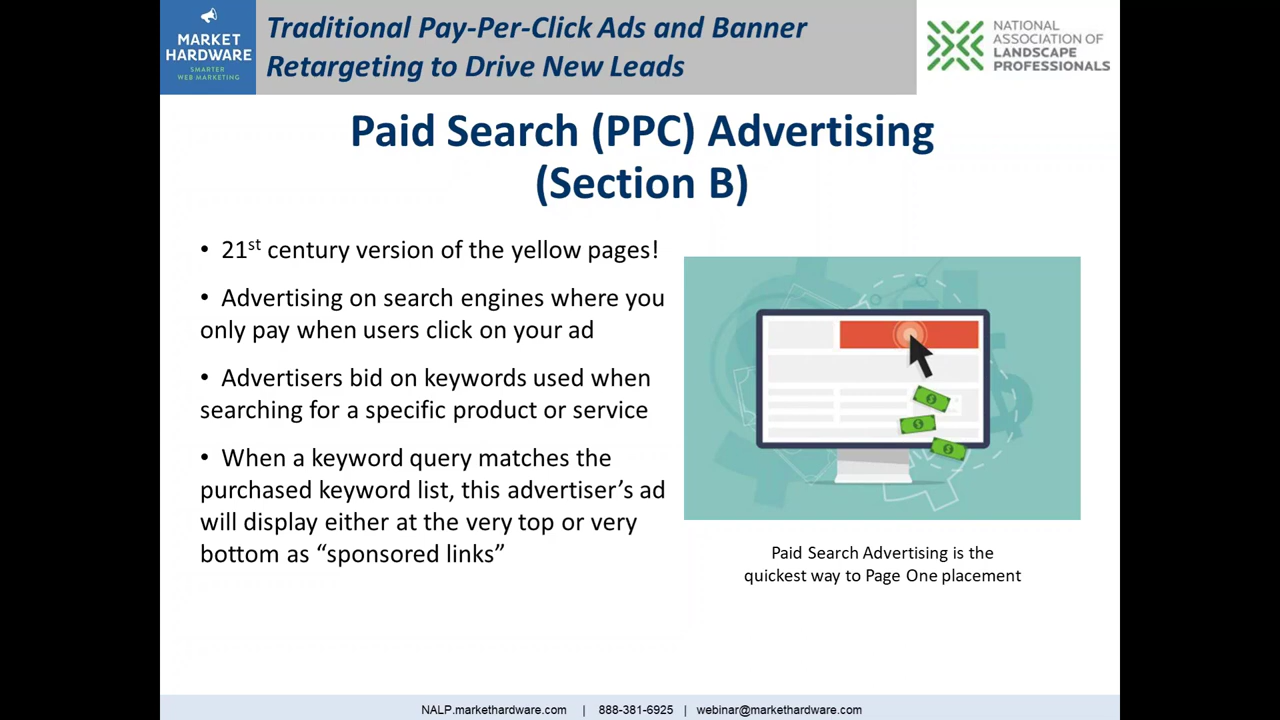 MARKET
HARDWARE
SMARTER
WEB MARKETING
Traditional Pay-Per-Click Ads and Banner
Retargeting to Drive New Leads
NATIONAL
ASSOCIATION OF
LANDSCAPE
PROFESSIONALS
Paid Search (PPC) Advertising
(Section B)
• 21st century version of the yellow pages!
• Advertising on search engines where you
only pay when users click on your ad
• Advertisers bid on keywords used when
searching for a specific product or service
• When a keyword query matches the
purchased keyword list, this advertiser’s ad
will display either at the very top or very
bottom as “sponsored links”
Paid Search Advertising is the
quickest way to Page One placement
NALP.markethardware.com | 888-381-6925 | webinar@markethardware.com